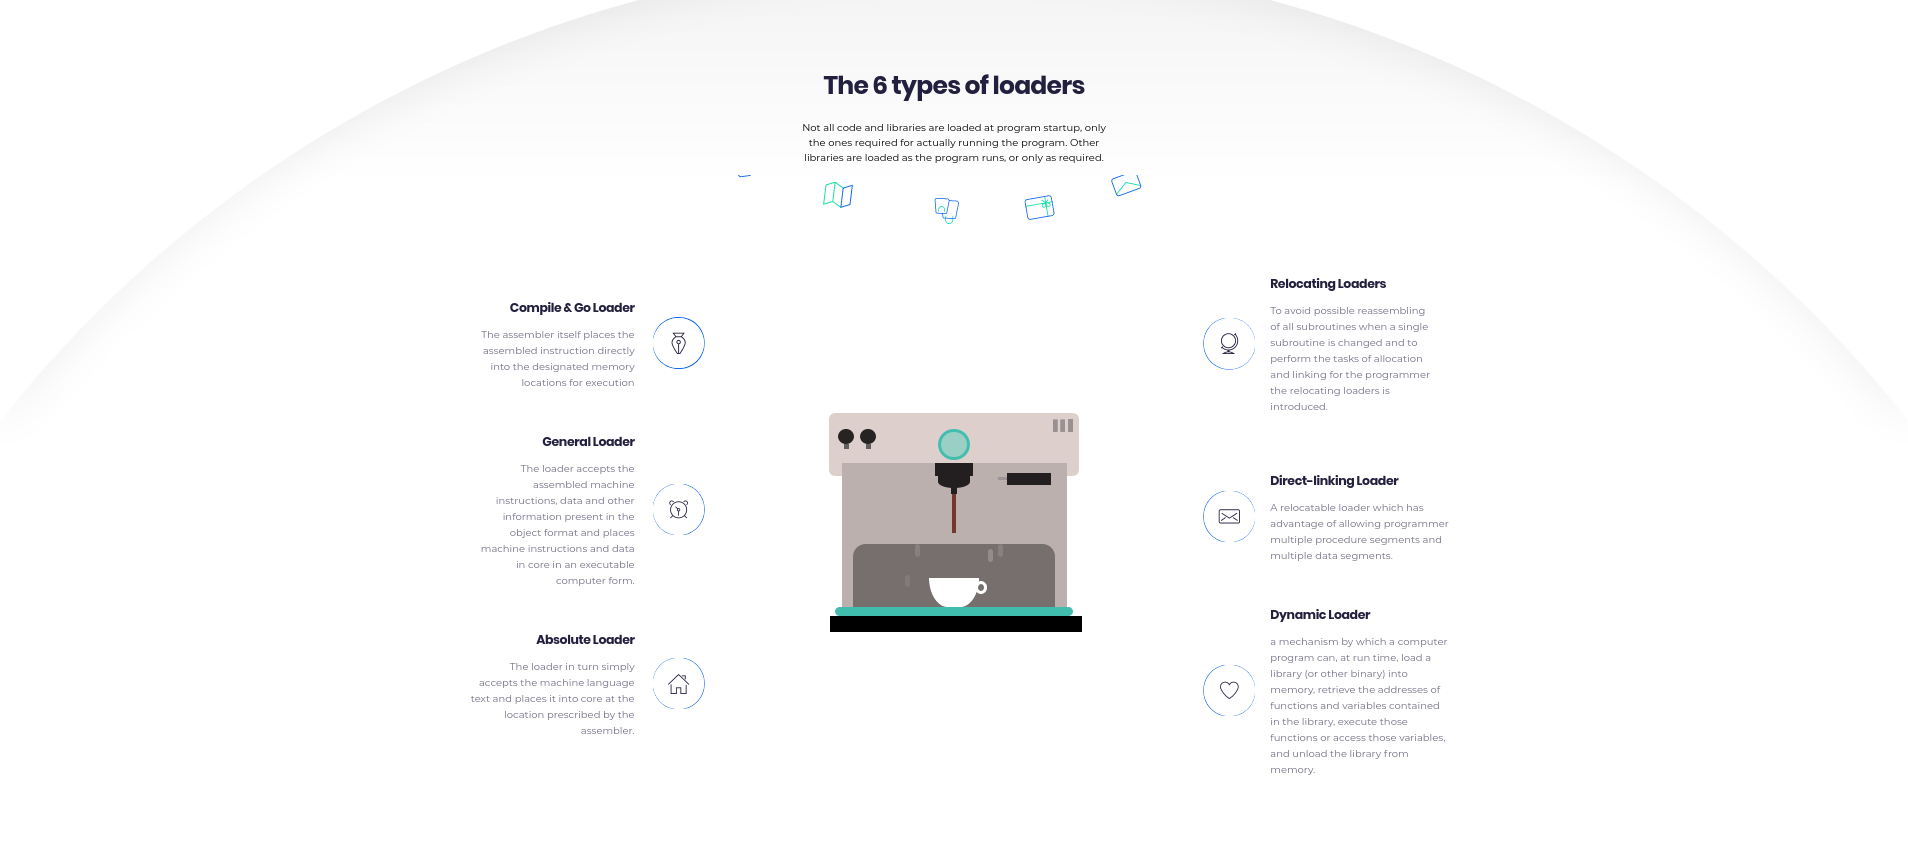 The 6 types of loaders
Not all code and libraries are loaded at program startup, only
the ones required for actually running the program. Other
libraries are loaded as the program runs, or only as required.
Compile & Go Loader
The assembler itself places the
assembled instruction directly
into the designated memory
locations for execution
General Loader
The loader accepts the
assembled machine
instructions, data and other
information present in the
object format and places
machine instructions and data
in core in an executable
computer form.
Absolute Loader
The loader in turn simply
accepts the machine language
text and places it into core at the
location prescribed by the
assembler.
Relocating Loaders
To avoid possible reassembling
of all subroutines when a single
subroutine is changed and to
perform the tasks of allocation
and linking for the programmer
the relocating loaders is
introduced.
Direct-linking Loader
A relocatable loader which has
advantage of allowing programmer
multiple procedure segments and
multiple data segments.
Dynamic Loader
a mechanism by which a computer
program can, at run time, load a
library (or other binary) into
memory, retrieve the addresses of
functions and variables contained
in the library, execute those
functions or access those variables,
and unload the library from
memory.